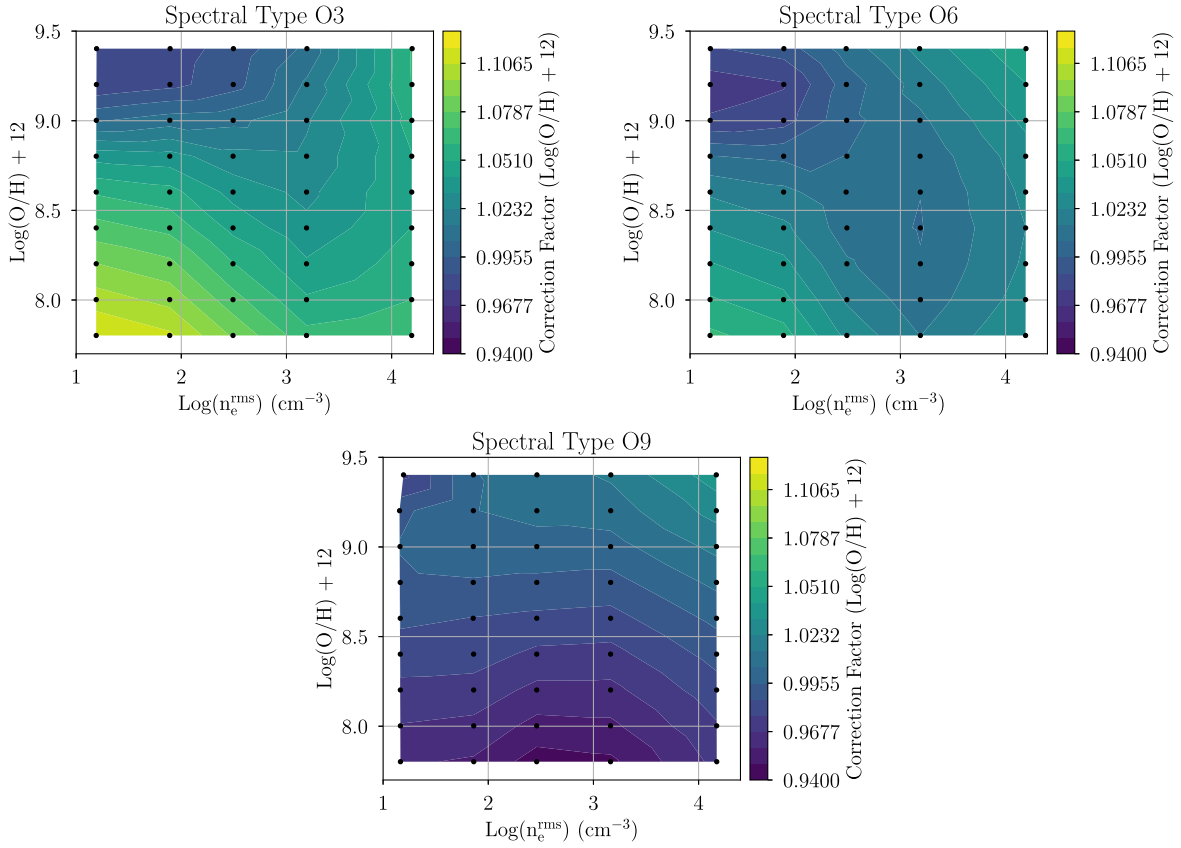 Spectral Type O3
9.5
9.0
8.5
8.0
Log(O/H) + 12
1 2 3 4
Log(nₑʳᵐˢ) (cm⁻³)
1.1065
1.0787
1.0510
1.0232
0.9955
0.9677
0.9400
Correction Factor (Log(O/H) + 12)
Spectral Type O6
9.5
9.0
8.5
8.0
Log(O/H) + 12
1 2 3 4
Log(nₑʳᵐˢ) (cm⁻³)
1.1065
1.0787
1.0510
1.0232
0.9955
0.9677
0.9400
Correction Factor (Log(O/H) + 12)
Spectral Type O9
9.5
9.0
8.5
8.0
Log(O/H) + 12
1 2 3 4
Log(nₑʳᵐˢ) (cm⁻³)
1.1065
1.0787
1.0510
1.0232
0.9955
0.9677
0.9400
Correction Factor (Log(O/H) + 12)